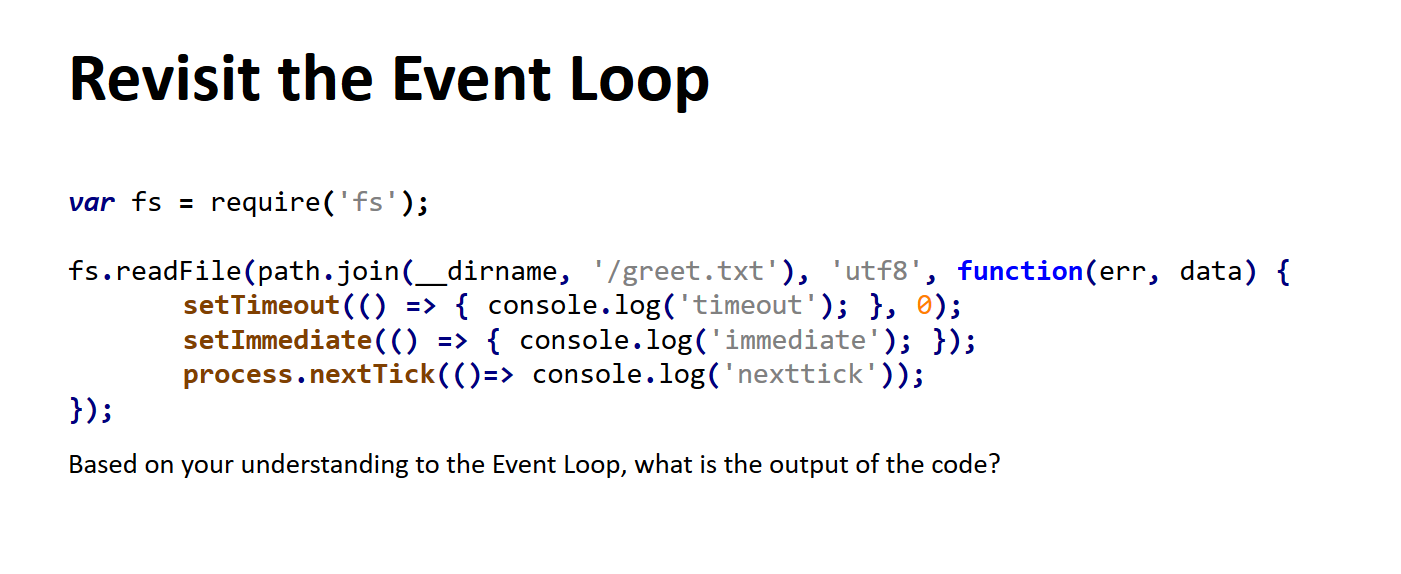 Revisit the Event Loop
var fs = require('fs');
fs.readFile(path.join(__dirname, '/greet.txt'), 'utf8', function(err, data) {
setTimeout(() => { console.log('timeout'); }, 0);
setImmediate(() => { console.log('immediate'); });
process.nextTick(()=> console.log('nexttick'));
});
Based on your understanding to the Event Loop, what is the output of the code?